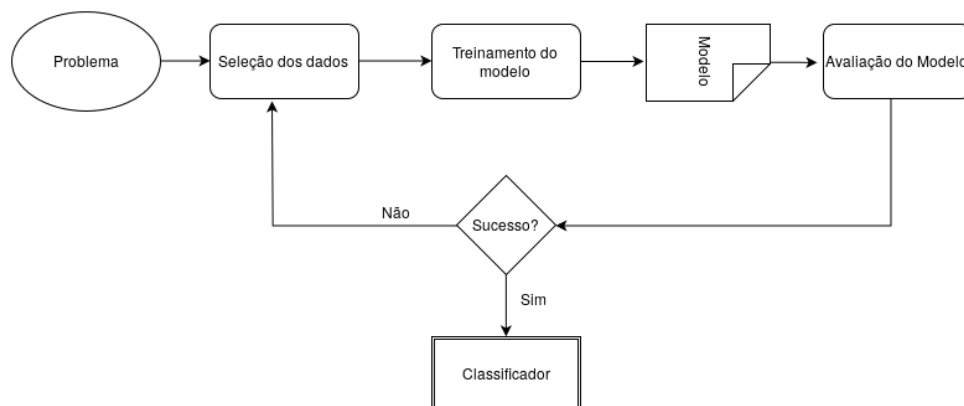 Problema
Seleção dos dados
Treinamento do
modelo
Modelo
Avaliação do Modelo
Não
Sucesso?
Sim
Classificador